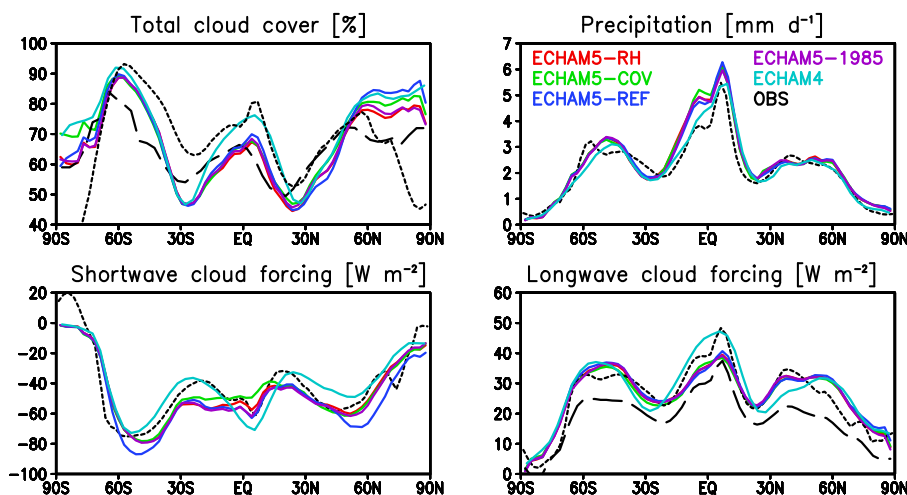 Total cloud cover [%]
100
90
80
70
60
50
40
90S 60S 30S EQ 30N 60N 90N
Precipitation [mm d⁻¹]
ECHAM5-RH
ECHAM5-COV
ECHAM5-REF
ECHAM5-1985
ECHAM4
OBS
7
6
5
4
3
2
1
0
90S 60S 30S EQ 30N 60N 90N
Shortwave cloud forcing [W m⁻²]
20
0
-20
-40
-60
-80
-100
90S 60S 30S EQ 30N 60N 90N
Longwave cloud forcing [W m⁻²]
60
50
40
30
20
10
0
90S 60S 30S EQ 30N 60N 90N